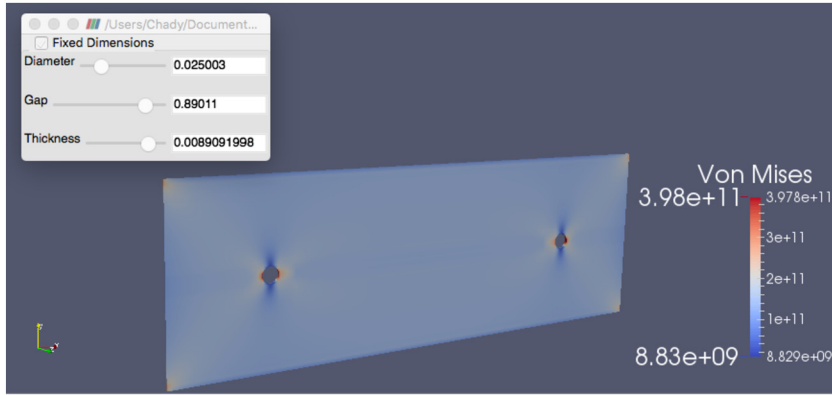 /Users/Chady/Document...
Fixed Dimensions
Diameter 0.025003
Gap 0.89011
Thickness 0.0089091998
Von Mises
3.98e+11 3.978e+11
3e+11
2e+11
1e+11
8.83e+09 8.829e+09